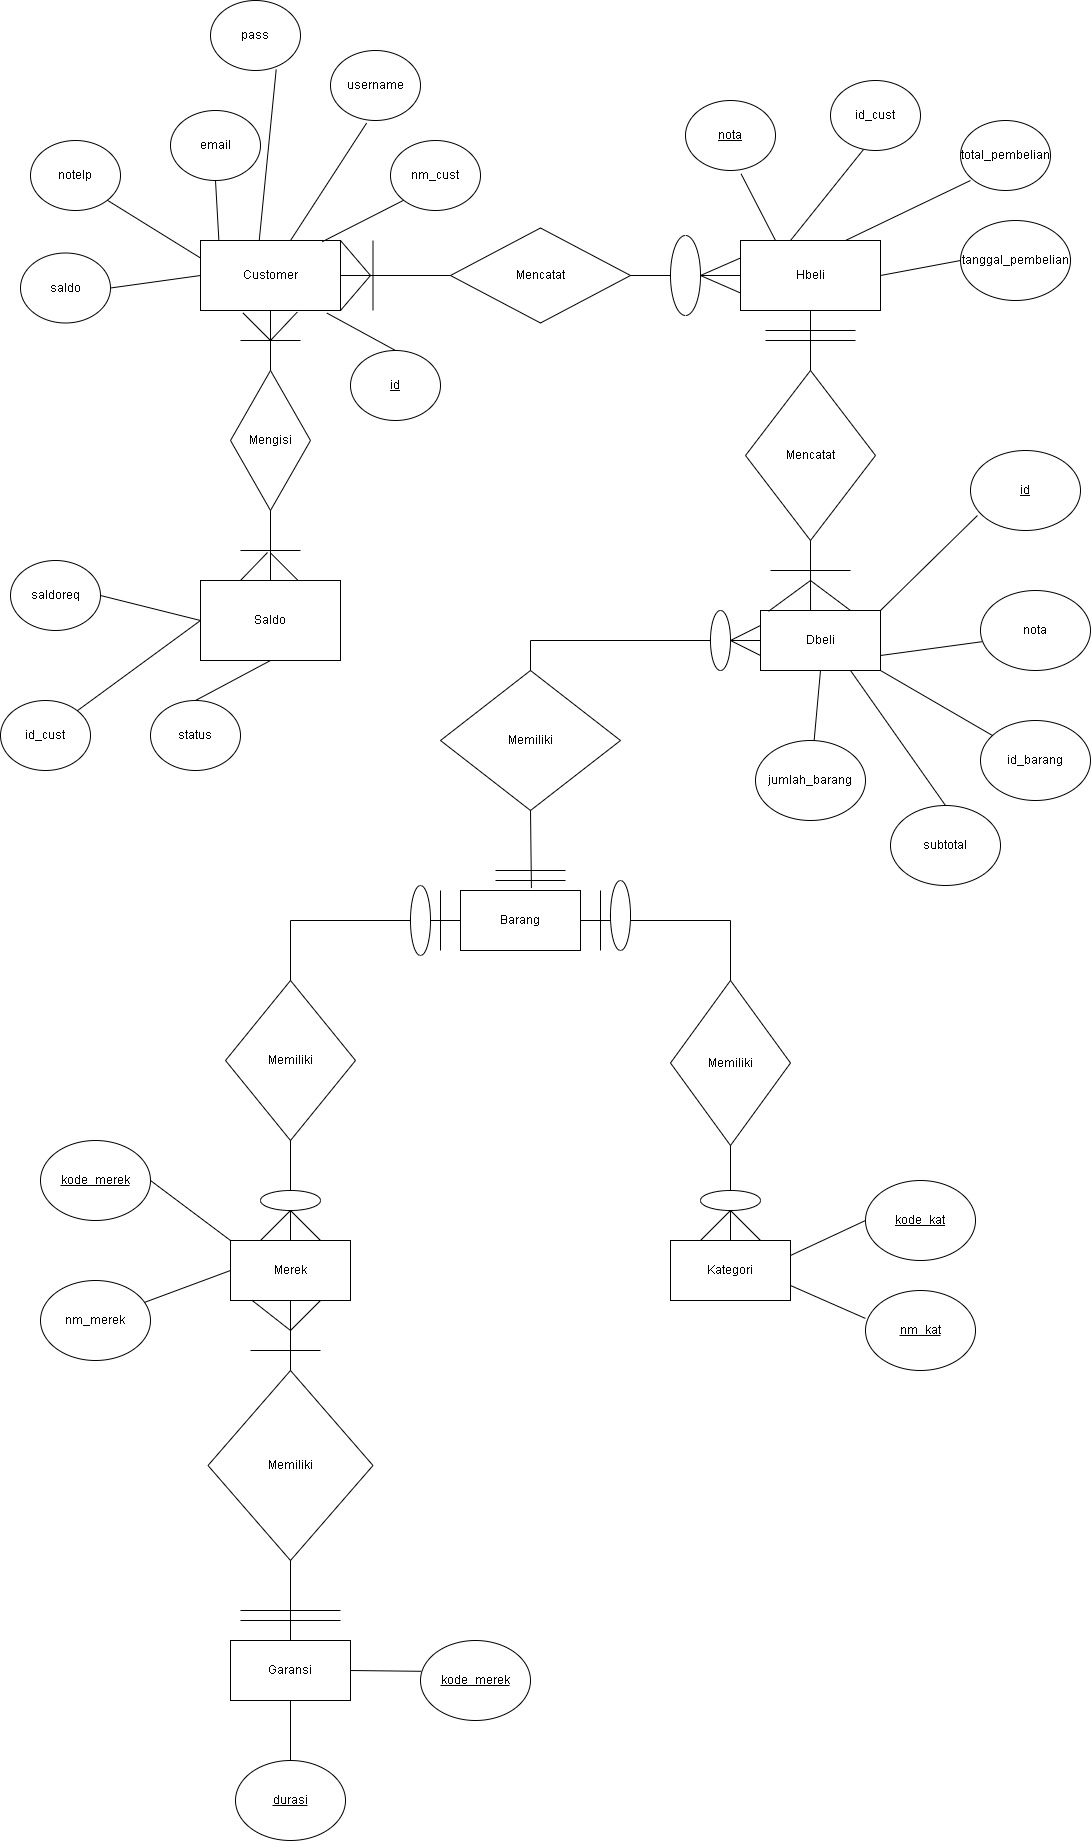 pass
username
email
nm_cust
notelp
saldo
Customer
id
Mencatat
nota
id_cust
total_pembelian
tanggal_pembelian
Hbeli
Mengisi
Mencatat
saldoreq
Saldo
id_cust
status
id
nota
Dbeli
id_barang
jumlah_barang
subtotal
Memiliki
Barang
Memiliki
Memiliki
kode_merek
Merek
nm_merek
Kategori
kode_kat
nm_kat
Memiliki
Garansi
kode_merek
durasi